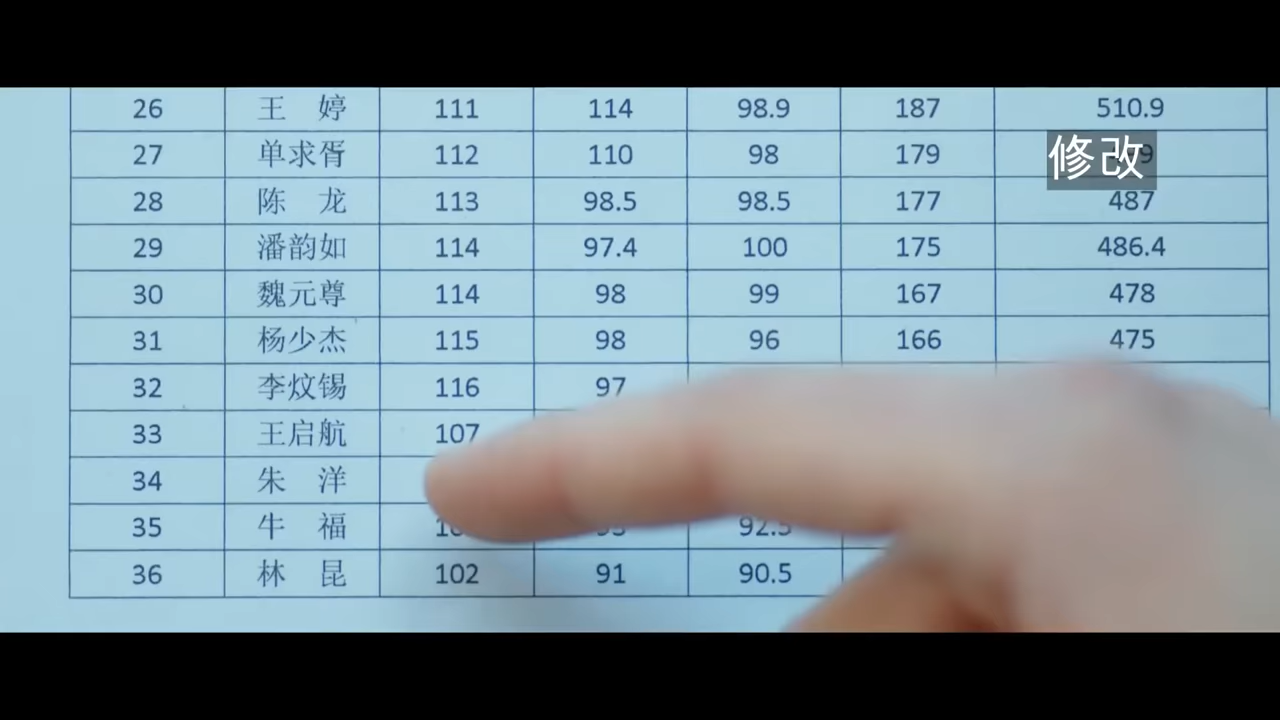 26 王 婷 111 114 98.9 187 510.9
27 单求胥 112 110 98 179
修改
28 陈 龙 113 98.5 98.5 177 487
29 潘韵如 114 97.4 100 175 486.4
30 魏元尊 114 98 99 167 478
31 杨少杰 115 98 96 166 475
32 李炆锡 116 97
33 王启航 107
34 朱 洋
35 牛 福 92.5
36 林 昆 102 91 90.5